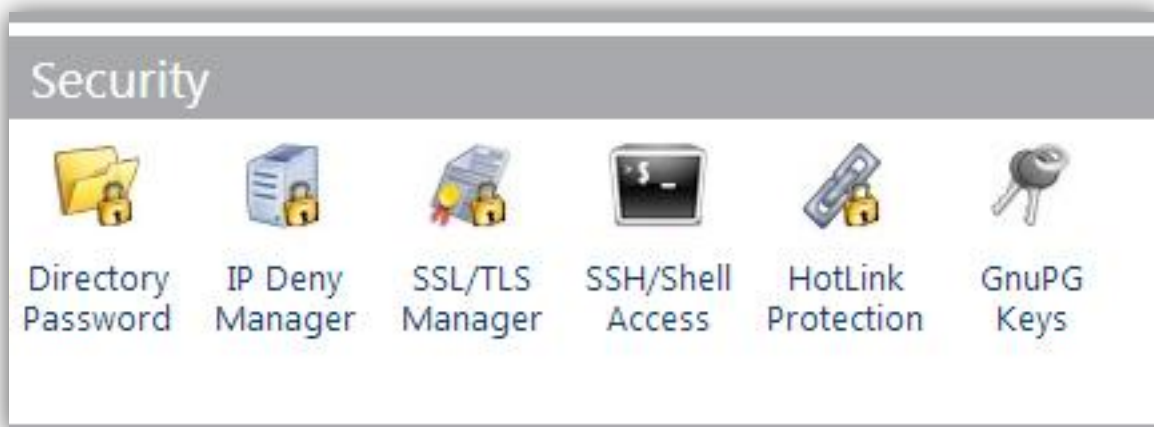 Security
Directory Password
IP Deny Manager
SSL/TLS Manager
SSH/Shell Access
HotLink Protection
GnuPG Keys
$ _